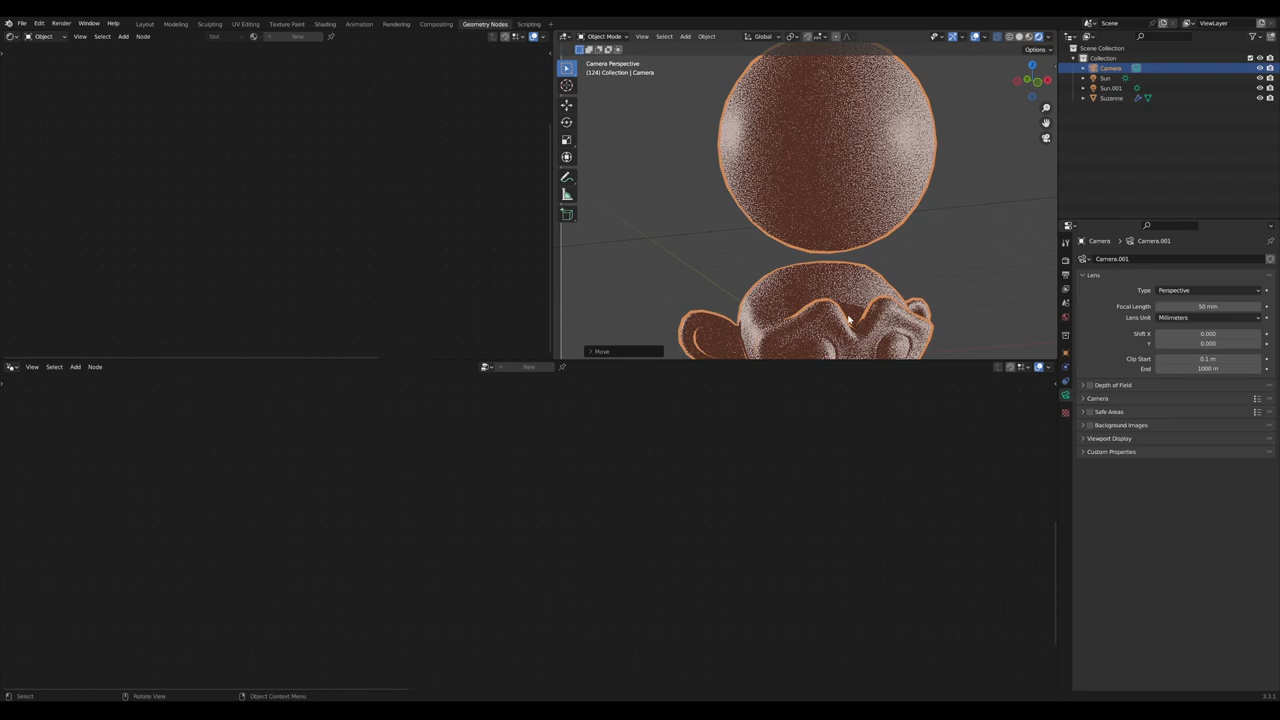 File Edit Render Window Help Layout Modeling Sculpting UV Editing Texture Paint Shading Animation Rendering Compositing Geometry Nodes Scripting + Scene ViewLayer
Object View Select Add Node Slot New
Object Mode View Select Add Object Global
Options
Camera Perspective
(124) Collection | Camera
Z
X
Y
Move
View Select Add Node New
Scene Collection
Collection
Camera
Sun
Sun.001
Suzanne
Camera Camera.001
Camera.001
Lens
Type Perspective
Focal Length 50 mm
Lens Unit Millimeters
Shift X 0.000
Y 0.000
Clip Start 0.1 m
End 1000 m
Depth of Field
Camera
Safe Areas
Background Images
Viewport Display
Custom Properties
Select Rotate View Object Context Menu 3.3.1